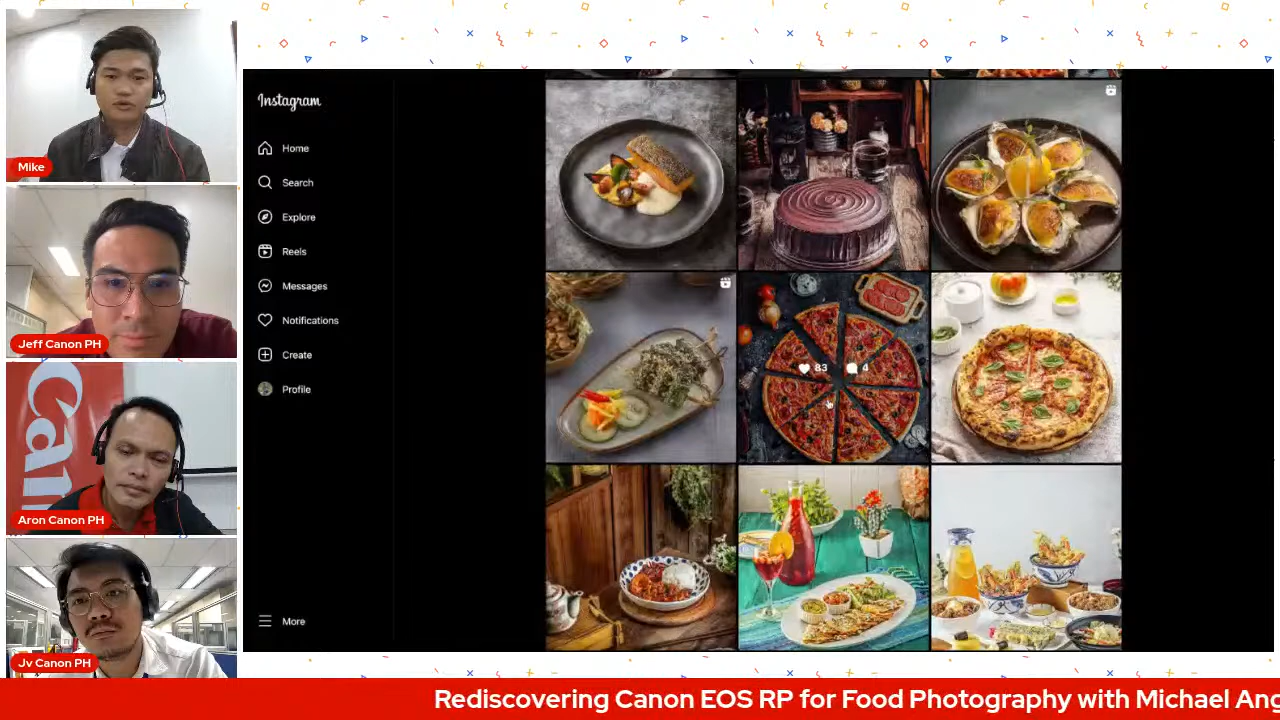 Mike
Jeff Canon PH
Canon
Aron Canon PH
Jv Canon PH
Instagram
Home
Search
Explore
Reels
Messages
Notifications
Create
Profile
More
83
4
Rediscovering Canon EOS RP for Food Photography with Michael Ang